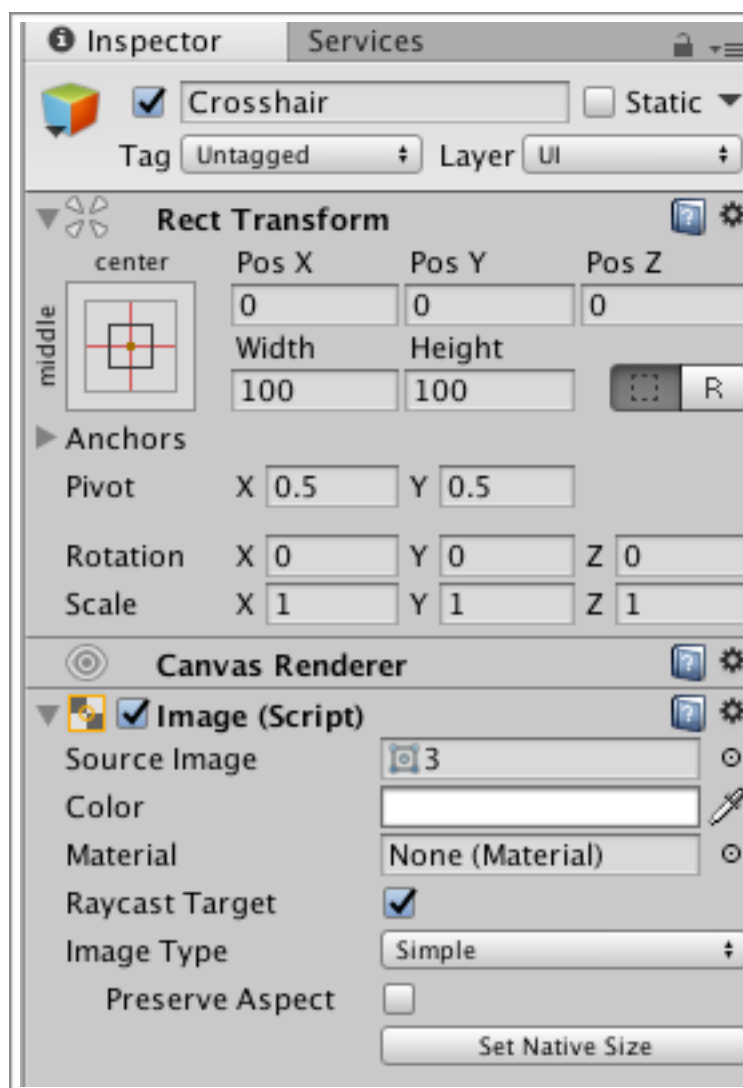 Inspector Services
Crosshair Static
Tag Untagged Layer UI
Rect Transform
center Pos X Pos Y Pos Z
middle
0 0 0
Width Height
100 100 R
Anchors
Pivot X 0.5 Y 0.5
Rotation X 0 Y 0 Z 0
Scale X 1 Y 1 Z 1
Canvas Renderer
Image (Script)
Source Image 3
Color
Material None (Material)
Raycast Target
Image Type Simple
Preserve Aspect
Set Native Size